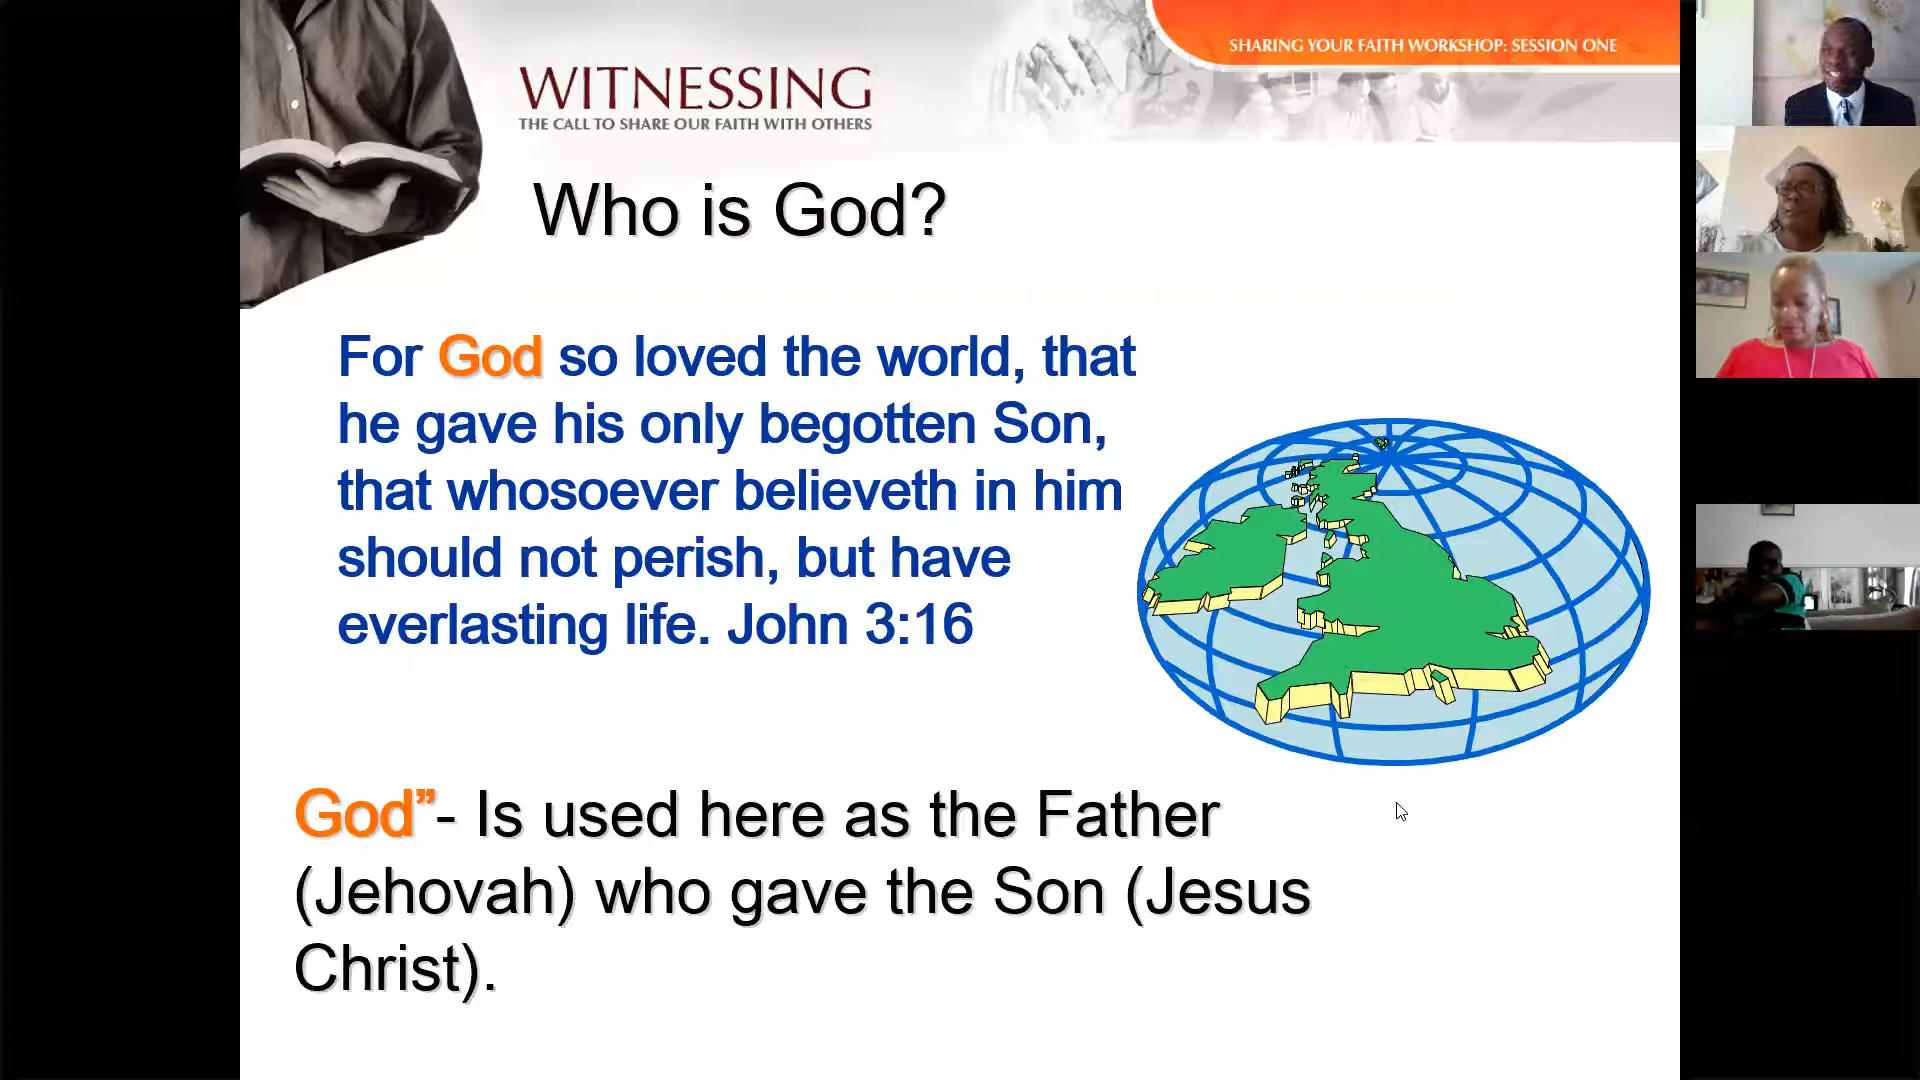 SHARING YOUR FAITH WORKSHOP: SESSION ONE
WITNESSING
THE CALL TO SHARE OUR FAITH WITH OTHERS
Who is God?
For God so loved the world, that
he gave his only begotten Son,
that whosoever believeth in him
should not perish, but have
everlasting life. John 3:16
God”- Is used here as the Father
(Jehovah) who gave the Son (Jesus
Christ).